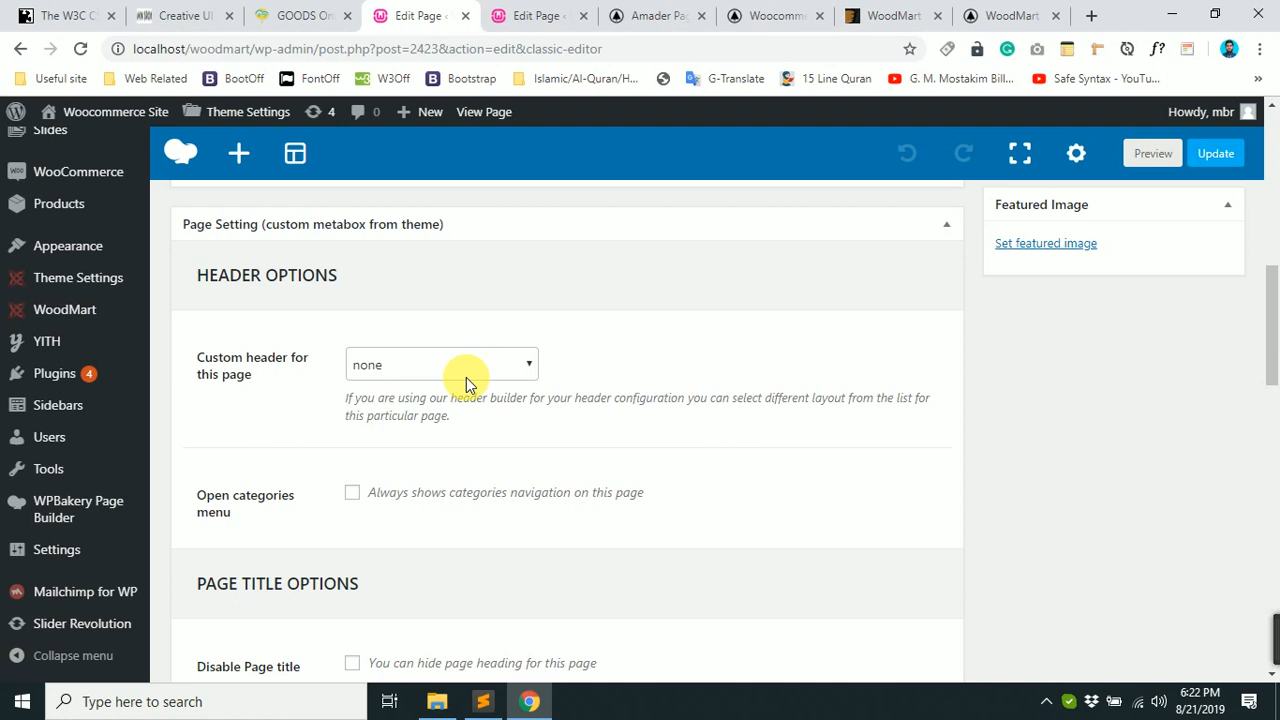 The W3C C
Creative UI
GOODS On
Edit Page ‹
Edit Page ‹
Amader Pa
Woocomm
WoodMart
WoodMart
localhost/woodmart/wp-admin/post.php?post=2423&action=edit&classic-editor
Useful site
Web Related
BootOff
FontOff
W3Off
Bootstrap
Islamic/Al-Quran/H...
G-Translate
15 Line Quran
G. M. Mostakim Bill...
Safe Syntax - YouTu...
»
Woocommerce Site
Theme Settings
4
0
New
View Page
Howdy, mbr
Slides
WooCommerce
Products
Appearance
Theme Settings
WoodMart
YITH
Plugins 4
Sidebars
Users
Tools
WPBakery Page
Builder
Settings
Mailchimp for WP
Slider Revolution
Collapse menu
Preview
Update
Page Setting (custom metabox from theme)
HEADER OPTIONS
Custom header for
this page
none
If you are using our header builder for your header configuration you can select different layout from the list for
this particular page.
Open categories
menu
Always shows categories navigation on this page
PAGE TITLE OPTIONS
Disable Page title
You can hide page heading for this page
Featured Image
Set featured image
Type here to search
6:22 PM
8/21/2019